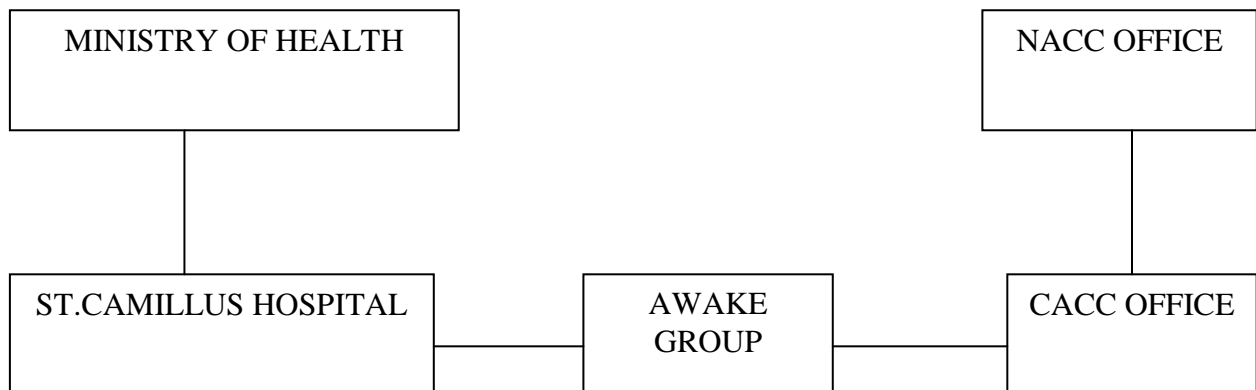 MINISTRY OF HEALTH
NACC OFFICE
ST.CAMILLUS HOSPITAL
AWAKE
GROUP
CACC OFFICE